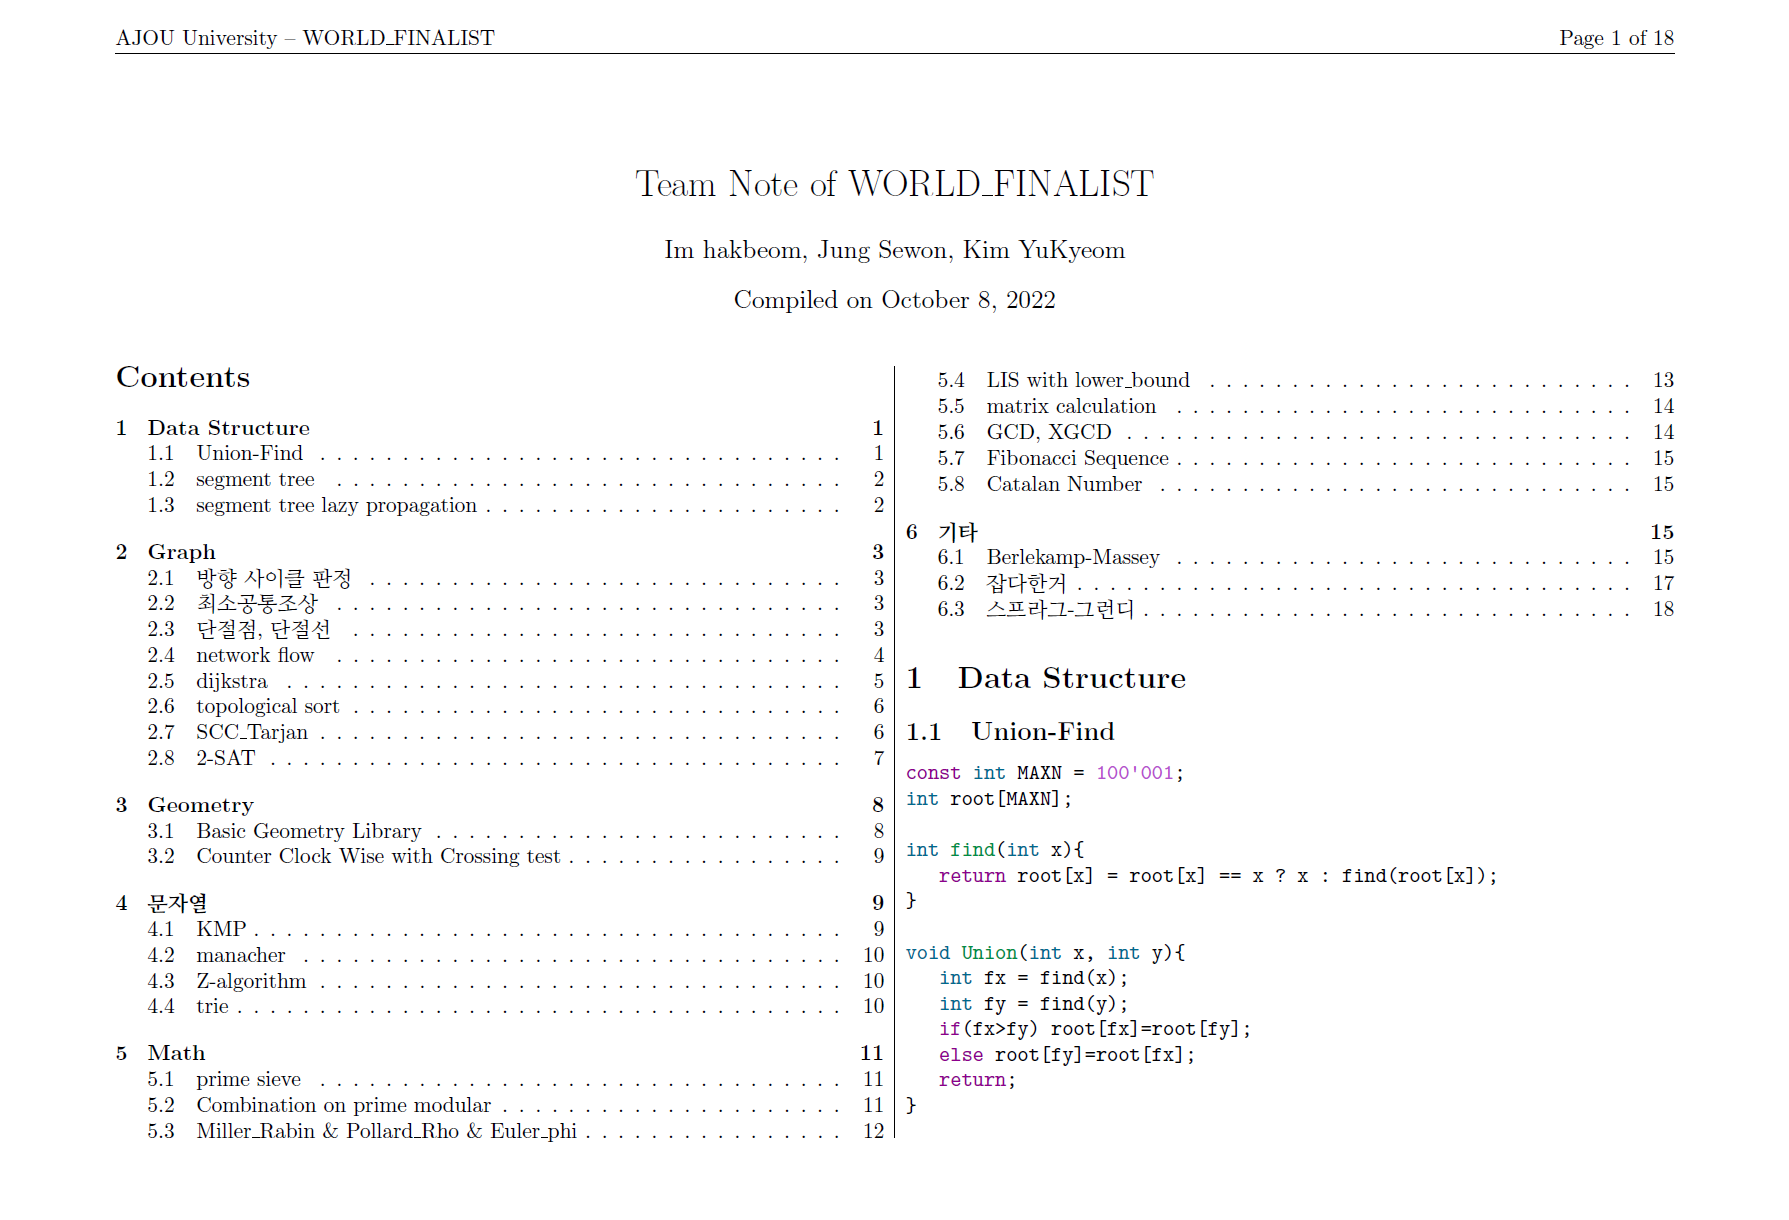 AJOU University – WORLD_FINALIST Page 1 of 18
Team Note of WORLD_FINALIST
Im hakbeom, Jung Sewon, Kim YuKyeom
Compiled on October 8, 2022
Contents
1 Data Structure 1
1.1 Union-Find . . . . . . . . . . . . . . . . . . . . . . . . . . . . . . . . 1
1.2 segment tree . . . . . . . . . . . . . . . . . . . . . . . . . . . . . . . 2
1.3 segment tree lazy propagation . . . . . . . . . . . . . . . . . . . . . . 2
2 Graph 3
2.1 방향 사이클 판정 . . . . . . . . . . . . . . . . . . . . . . . . . . . . . 3
2.2 최소공통조상 . . . . . . . . . . . . . . . . . . . . . . . . . . . . . . . 3
2.3 단절점, 단절선 . . . . . . . . . . . . . . . . . . . . . . . . . . . . . . 3
2.4 network flow . . . . . . . . . . . . . . . . . . . . . . . . . . . . . . . 4
2.5 dijkstra . . . . . . . . . . . . . . . . . . . . . . . . . . . . . . . . . . 5
2.6 topological sort . . . . . . . . . . . . . . . . . . . . . . . . . . . . . . 6
2.7 SCC_Tarjan . . . . . . . . . . . . . . . . . . . . . . . . . . . . . . . . 6
2.8 2-SAT . . . . . . . . . . . . . . . . . . . . . . . . . . . . . . . . . . . 7
3 Geometry 8
3.1 Basic Geometry Library . . . . . . . . . . . . . . . . . . . . . . . . . 8
3.2 Counter Clock Wise with Crossing test . . . . . . . . . . . . . . . . . 9
4 문자열 9
4.1 KMP . . . . . . . . . . . . . . . . . . . . . . . . . . . . . . . . . . . . 9
4.2 manacher . . . . . . . . . . . . . . . . . . . . . . . . . . . . . . . . . 10
4.3 Z-algorithm . . . . . . . . . . . . . . . . . . . . . . . . . . . . . . . . 10
4.4 trie . . . . . . . . . . . . . . . . . . . . . . . . . . . . . . . . . . . . . 10
5 Math 11
5.1 prime sieve . . . . . . . . . . . . . . . . . . . . . . . . . . . . . . . . 11
5.2 Combination on prime modular . . . . . . . . . . . . . . . . . . . . . 11
5.3 Miller_Rabin & Pollard_Rho & Euler_phi . . . . . . . . . . . . . . . . 12
5.4 LIS with lower_bound . . . . . . . . . . . . . . . . . . . . . . . . . . 13
5.5 matrix calculation . . . . . . . . . . . . . . . . . . . . . . . . . . . . 14
5.6 GCD, XGCD . . . . . . . . . . . . . . . . . . . . . . . . . . . . . . . 14
5.7 Fibonacci Sequence . . . . . . . . . . . . . . . . . . . . . . . . . . . . 15
5.8 Catalan Number . . . . . . . . . . . . . . . . . . . . . . . . . . . . . 15
6 기타 15
6.1 Berlekamp-Massey . . . . . . . . . . . . . . . . . . . . . . . . . . . . 15
6.2 잡다한거 . . . . . . . . . . . . . . . . . . . . . . . . . . . . . . . . . . 17
6.3 스프라그-그런디 . . . . . . . . . . . . . . . . . . . . . . . . . . . . . . 18
1 Data Structure
1.1 Union-Find
const int MAXN = 100'001;
int root[MAXN];
int find(int x){
return root[x] = root[x] == x ? x : find(root[x]);
}
void Union(int x, int y){
int fx = find(x);
int fy = find(y);
if(fx>fy) root[fx]=root[fy];
else root[fy]=root[fx];
return;
}